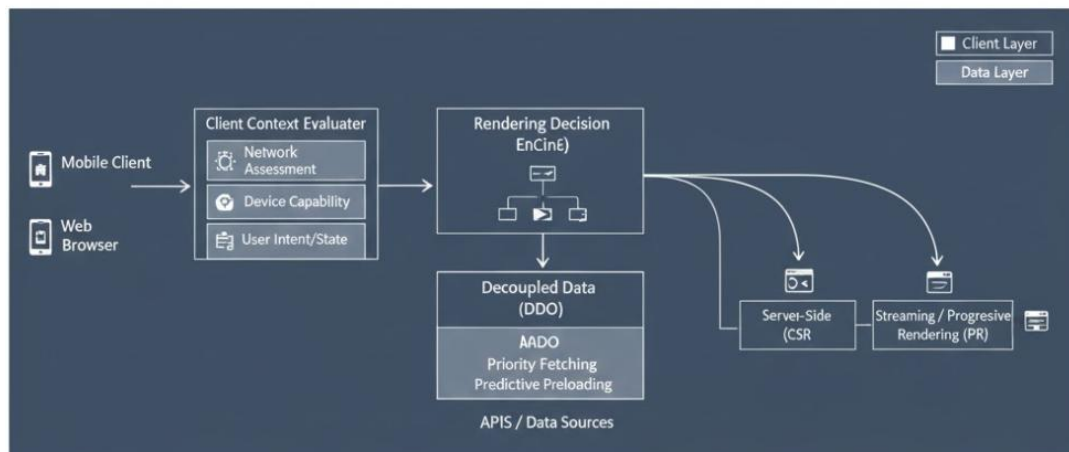 Client Layer
Data Layer
Mobile Client
Web
Browser
Client Context Evaluater
Network
Assessment
Device Capability
User Intent/State
Rendering Decision
EnCinE)
Decoupled Data
(DDO)
AADO
Priority Fetching
Predictive Preloading
APIS / Data Sources
Server-Side
(CSR
Streaming / Progresive
Rendering (PR)